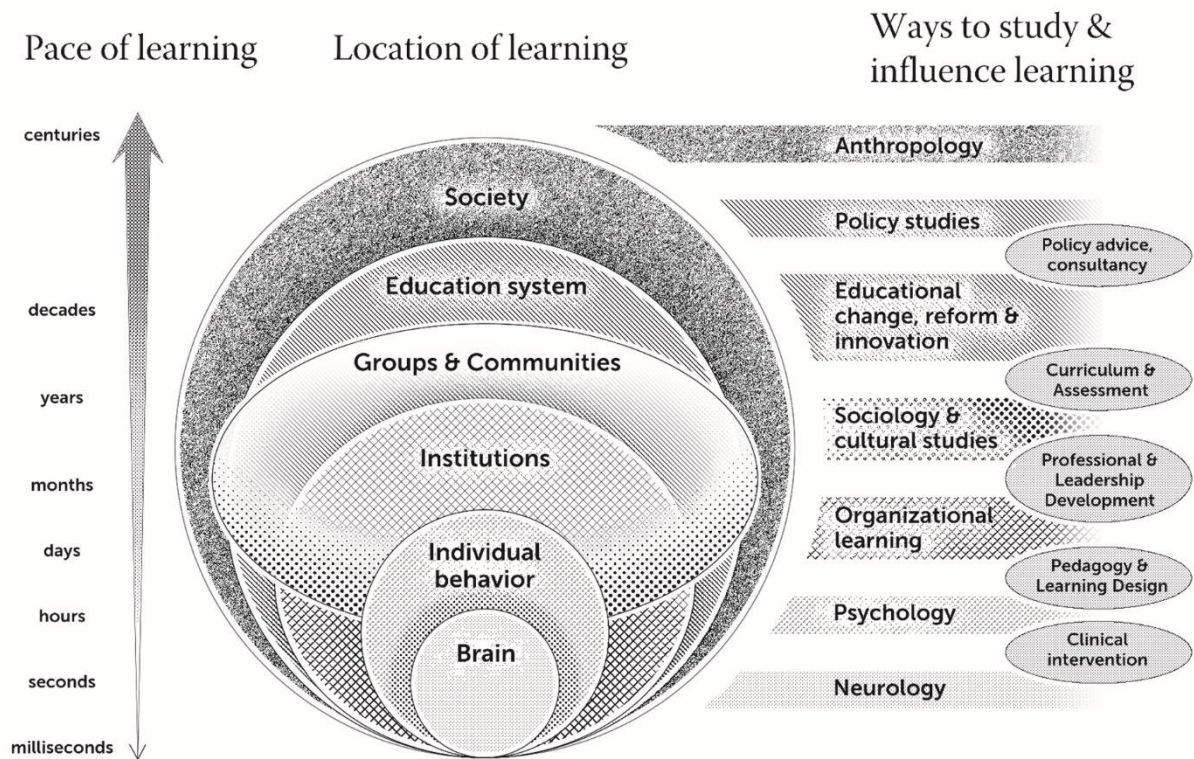 Pace of learning
Location of learning
Ways to study &
influence learning
centuries
decades
years
months
days
hours
seconds
milliseconds
Society
Education system
Groups & Communities
Institutions
Individual
behavior
Brain
Anthropology
Policy studies
Policy advice,
consultancy
Educational
change, reform &
innovation
Curriculum &
Assessment
Sociology &
cultural studies
Professional &
Leadership
Development
Organizational
learning
Pedagogy &
Learning Design
Psychology
Clinical
intervention
Neurology